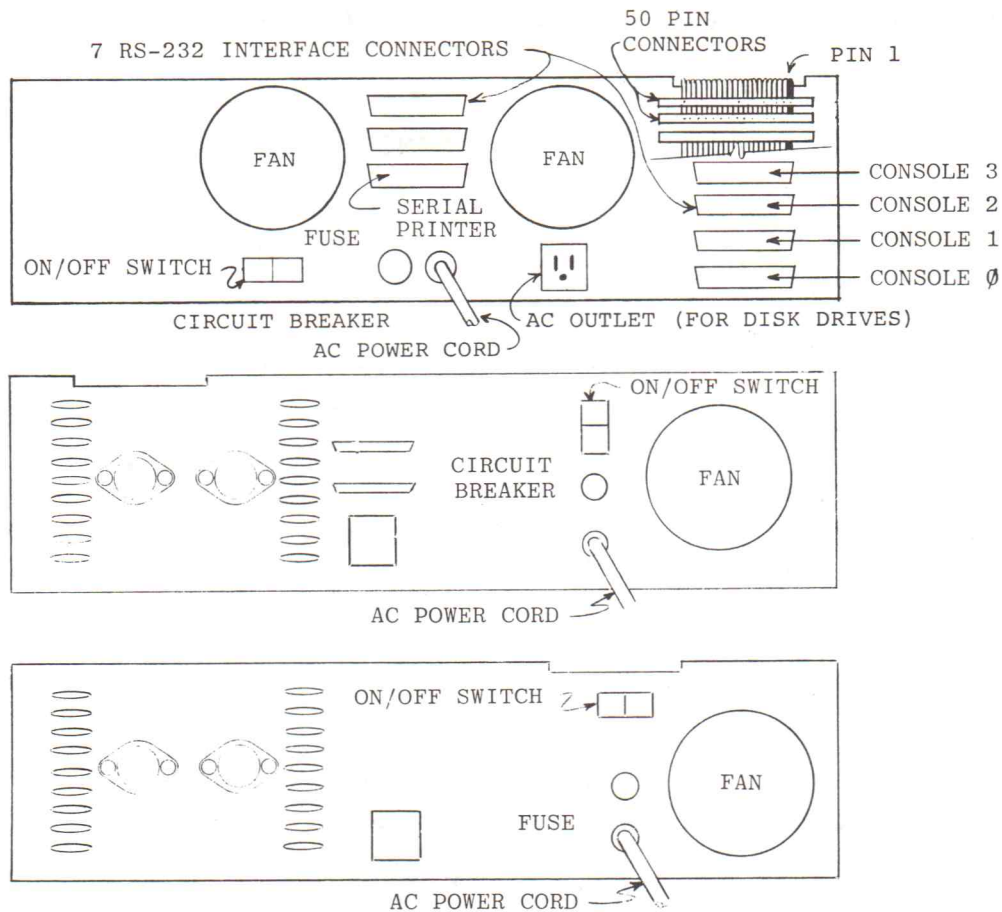 50 PIN
CONNECTORS
7 RS-232 INTERFACE CONNECTORS
PIN 1
FAN
FAN
CONSOLE 3
SERIAL
PRINTER
CONSOLE 2
FUSE
CONSOLE 1
ON/OFF SWITCH
CONSOLE Ø
CIRCUIT BREAKER
AC OUTLET (FOR DISK DRIVES)
AC POWER CORD
ON/OFF SWITCH
CIRCUIT
BREAKER
FAN
AC POWER CORD
ON/OFF SWITCH
FAN
FUSE
AC POWER CORD